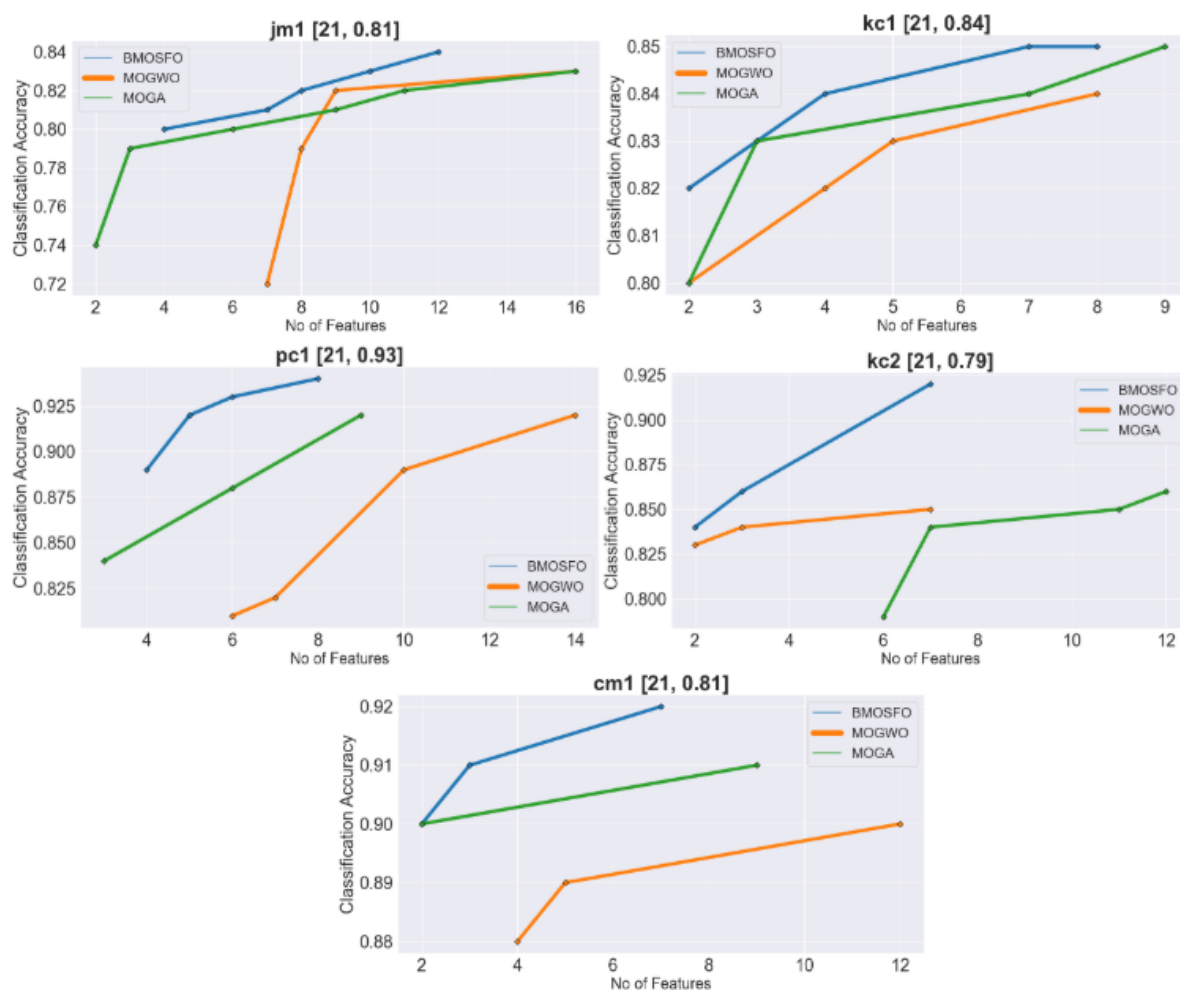 jm1 [21, 0.81]
0.84
0.82
0.80
0.78
0.76
0.74
0.72
Classification Accuracy
BMOSFO
MOGWO
MOGA
2 4 6 8 10 12 14 16
No of Features
kc1 [21, 0.84]
0.85
0.84
0.83
0.82
0.81
0.80
Classification Accuracy
BMOSFO
MOGWO
MOGA
2 3 4 5 6 7 8 9
No of Features
pc1 [21, 0.93]
0.925
0.900
0.875
0.850
0.825
Classification Accuracy
BMOSFO
MOGWO
MOGA
4 6 8 10 12 14
No of Features
kc2 [21, 0.79]
0.925
0.900
0.875
0.850
0.825
0.800
Classification Accuracy
BMOSFO
MOGWO
MOGA
2 4 6 8 10 12
No of Features
cm1 [21, 0.81]
0.92
0.91
0.90
0.89
0.88
Classification Accuracy
BMOSFO
MOGWO
MOGA
2 4 6 8 10 12
No of Features